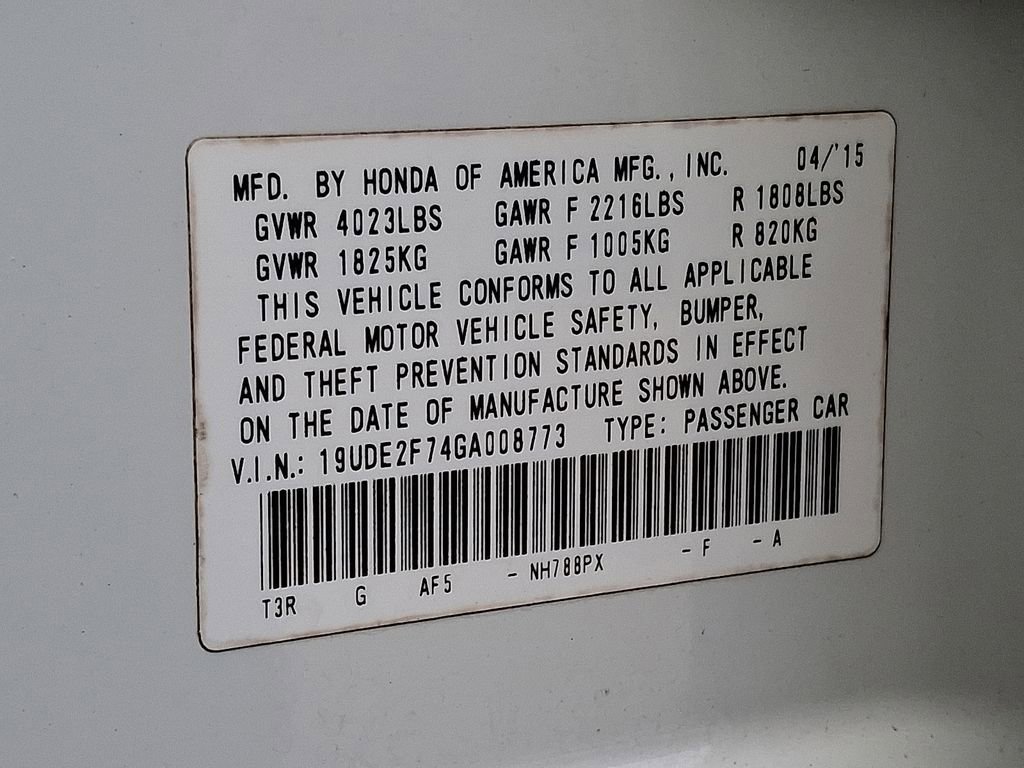 MFD. BY HONDA OF AMERICA MFG., INC. 04/'15
GVWR 4023LBS GAWR F 2216LBS R 1808LBS
GVWR 1825KG GAWR F 1005KG R 820KG
THIS VEHICLE CONFORMS TO ALL APPLICABLE
FEDERAL MOTOR VEHICLE SAFETY, BUMPER,
AND THEFT PREVENTION STANDARDS IN EFFECT
ON THE DATE OF MANUFACTURE SHOWN ABOVE.
V.I.N.: 19UDE2F74GA008773 TYPE: PASSENGER CAR
T3R G AF5 - NH788PX - F - A